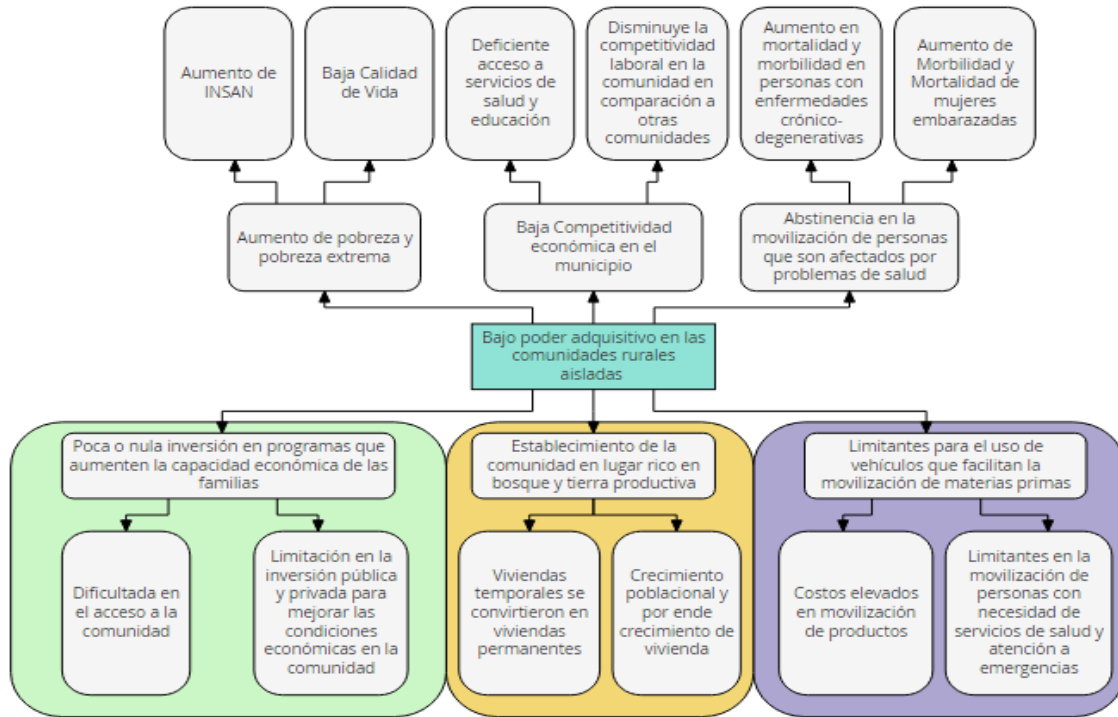 Aumento de
INSAN
Baja Calidad
de Vida
Deficiente
acceso a
servicios de
salud y
educación
Disminuye la
competitividad
laboral en la
comunidad en
comparación a
otras
comunidades
Aumento en
mortalidad y
morbilidad en
personas con
enfermedades
crónico-
degenerativas
Aumento de
Morbilidad y
Mortalidad de
mujeres
embarazadas
Aumento de pobreza y
pobreza extrema
Baja Competitividad
económica en el
municipio
Abstinencia en la
movilización de personas
que son afectados por
problemas de salud
Bajo poder adquisitivo en las
comunidades rurales
aisladas
Poca o nula inversión en programas que
aumenten la capacidad económica de las
familias
Establecimiento de la
comunidad en lugar rico en
bosque y tierra productiva
Limitantes para el uso de
vehículos que facilitan la
movilización de materias primas
Dificultada en
el acceso a la
comunidad
Limitación en la
inversión pública
y privada para
mejorar las
condiciones
económicas en la
comunidad
Viviendas
temporales se
convirtieron en
viviendas
permanentes
Crecimiento
poblacional y
por ende
crecimiento de
vivienda
Costos elevados
en movilización
de productos
Limitantes en la
movilización de
personas con
necesidad de
servicios de salud y
atención a
emergencias